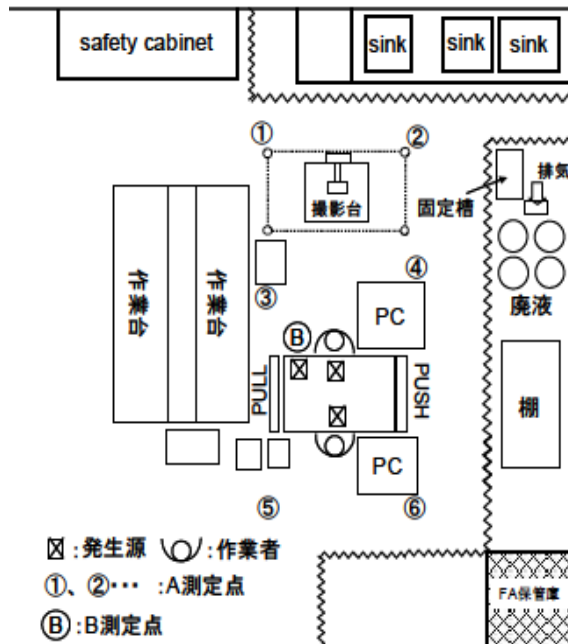 safety cabinet
sink
sink
sink
①
②
撮影台
固定槽
排気
廃液
③
④
作業台
作業台
PC
B
PULL
PUSH
棚
PC
⑤
⑥
:発生源 :作業者
①、②・・・ :A測定点
B:B測定点
FA保管庫